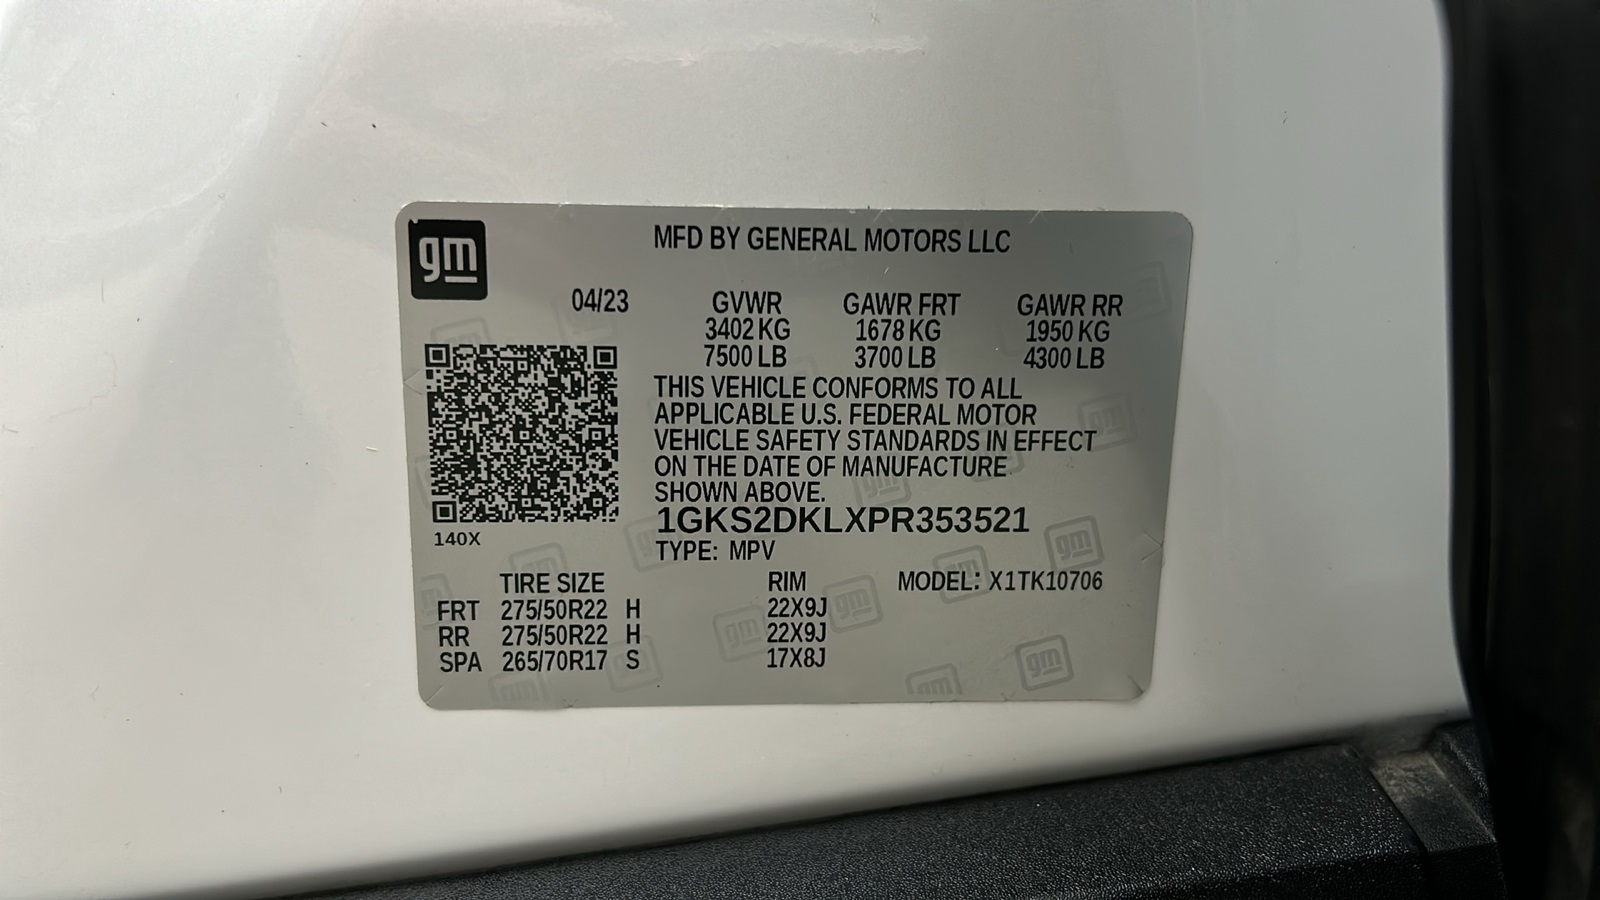 gm
MFD BY GENERAL MOTORS LLC
04/23 GVWR GAWR FRT GAWR RR
3402 KG 1678 KG 1950 KG
7500 LB 3700 LB 4300 LB
THIS VEHICLE CONFORMS TO ALL
APPLICABLE U.S. FEDERAL MOTOR
VEHICLE SAFETY STANDARDS IN EFFECT
ON THE DATE OF MANUFACTURE
SHOWN ABOVE.
1GKS2DKLXPR353521
140X
TYPE: MPV
TIRE SIZE RIM MODEL: X1TK10706
FRT 275/50R22 H 22X9J
RR 275/50R22 H 22X9J
SPA 265/70R17 S 17X8J